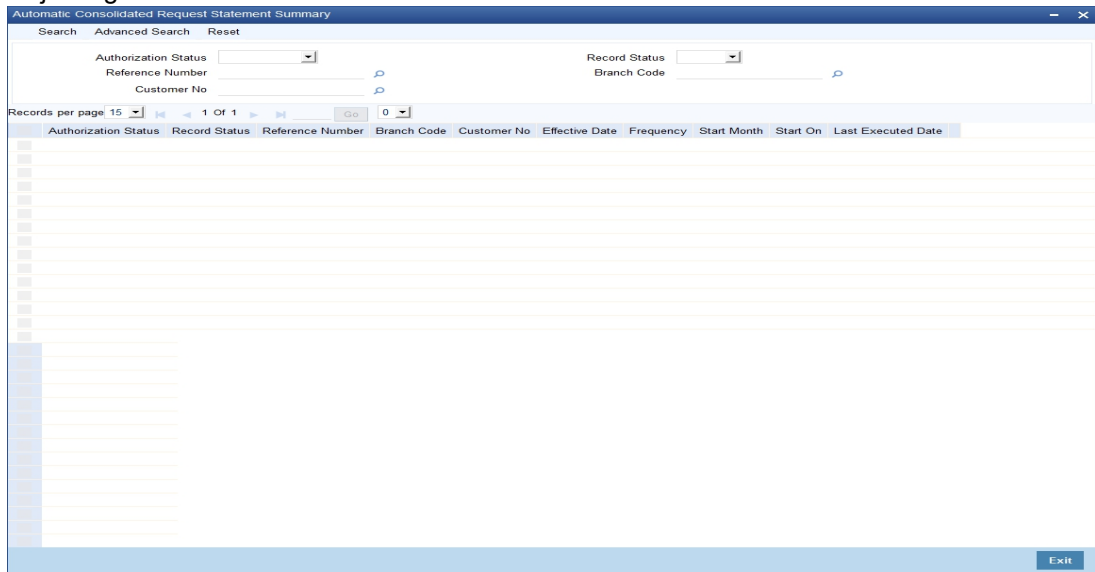 Automatic Consolidated Request Statement Summary
Search Advanced Search Reset
Authorization Status Record Status
Reference Number Branch Code
Customer No
Records per page 15 1 Of 1 Go 0
Authorization Status Record Status Reference Number Branch Code Customer No Effective Date Frequency Start Month Start On Last Executed Date
Exit